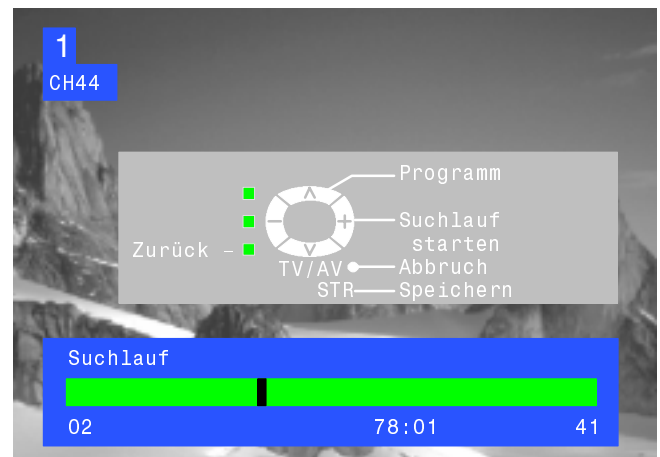 1
CH44
Programm
Suchlauf
starten
Zurück –
TV/AV Abbruch
STR Speichern
Suchlauf
02 78:01 41